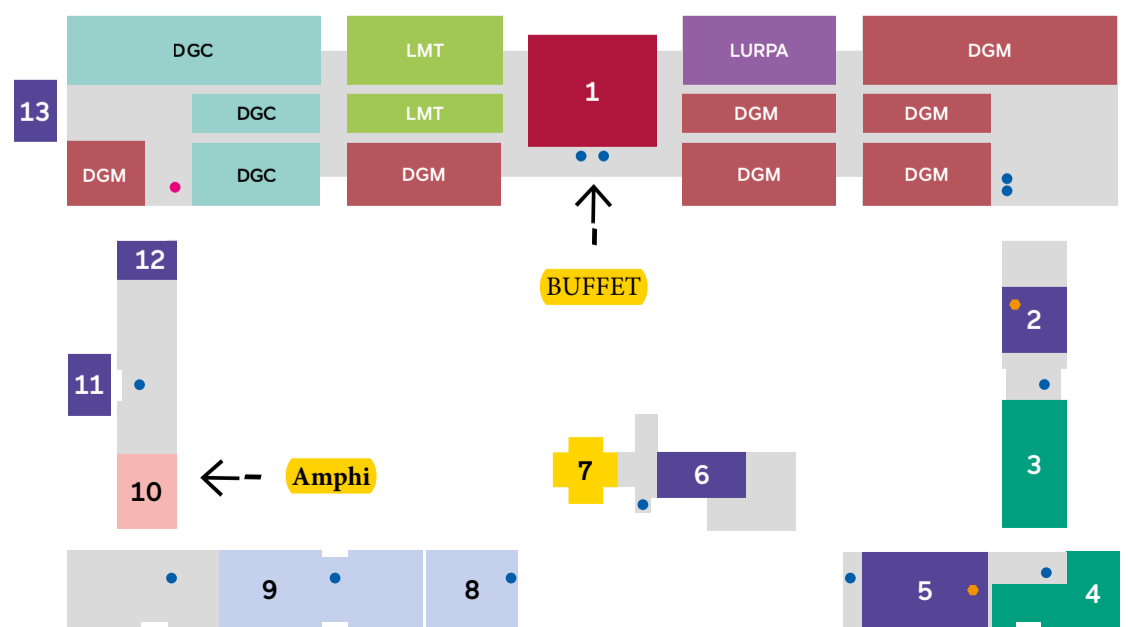 DGC
LMT
LURPA
DGM
1
13
DGC
LMT
DGM
DGM
DGM
DGC
DGM
DGM
DGM
12
BUFFET
2
11
3
Amphi
7
6
10
9
8
5
4